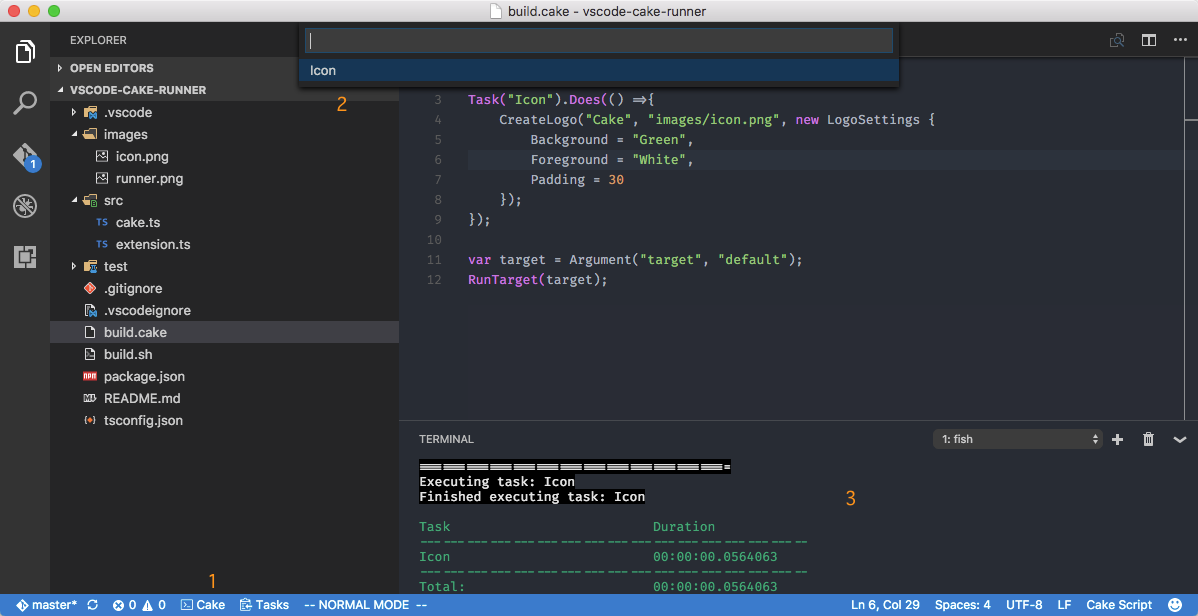 build.cake - vscode-cake-runner
EXPLORER
OPEN EDITORS
VSCODE-CAKE-RUNNER
.vscode
images
icon.png
runner.png
src
TS cake.ts
TS extension.ts
test
.gitignore
.vscodeignore
build.cake
build.sh
npm package.json
README.md
tsconfig.json
1
1
Icon
2
3 Task("Icon").Does(() =>{
4 CreateLogo("Cake", "images/icon.png", new LogoSettings {
5 Background = "Green",
6 Foreground = "White",
7 Padding = 30
8 });
9 });
10
11 var target = Argument("target", "default");
12 RunTarget(target);
TERMINAL
1: fish
========================================
Executing task: Icon
Finished executing task: Icon
3
Task Duration
--------------------------------------------------
Icon 00:00:00.0564063
--------------------------------------------------
Total: 00:00:00.0564063
master* 0 0 Cake Tasks -- NORMAL MODE -- Ln 6, Col 29 Spaces: 4 UTF-8 LF Cake Script